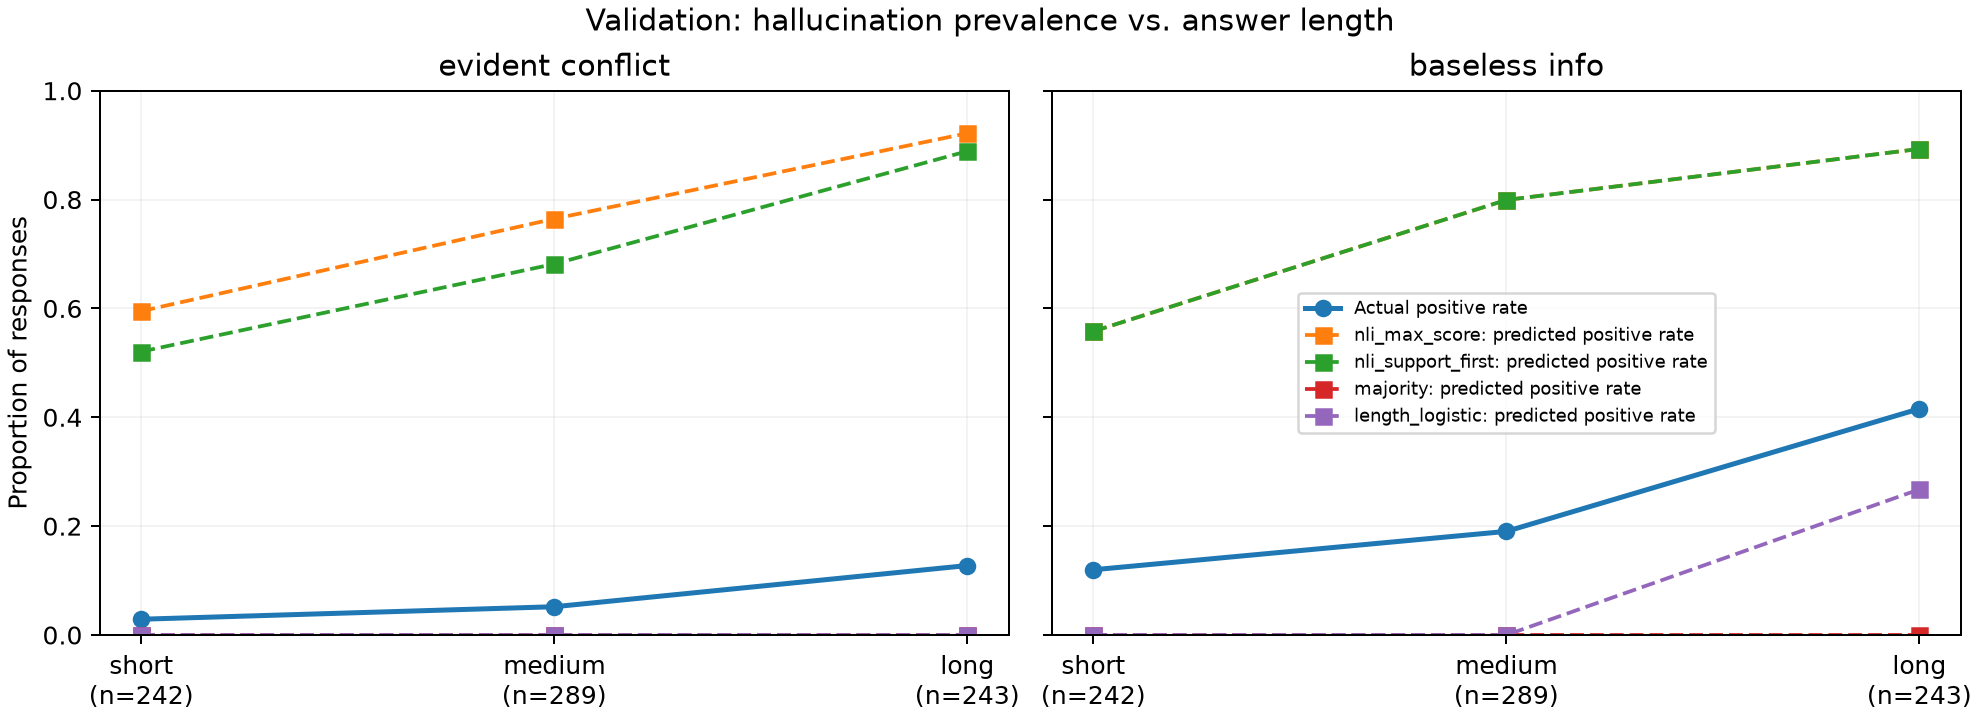 Validation: hallucination prevalence vs. answer length
evident conflict
Proportion of responses
1.0
0.8
0.6
0.4
0.2
0.0
short
(n=242)
medium
(n=289)
long
(n=243)
baseless info
Actual positive rate
nli_max_score: predicted positive rate
nli_support_first: predicted positive rate
majority: predicted positive rate
length_logistic: predicted positive rate
short
(n=242)
medium
(n=289)
long
(n=243)